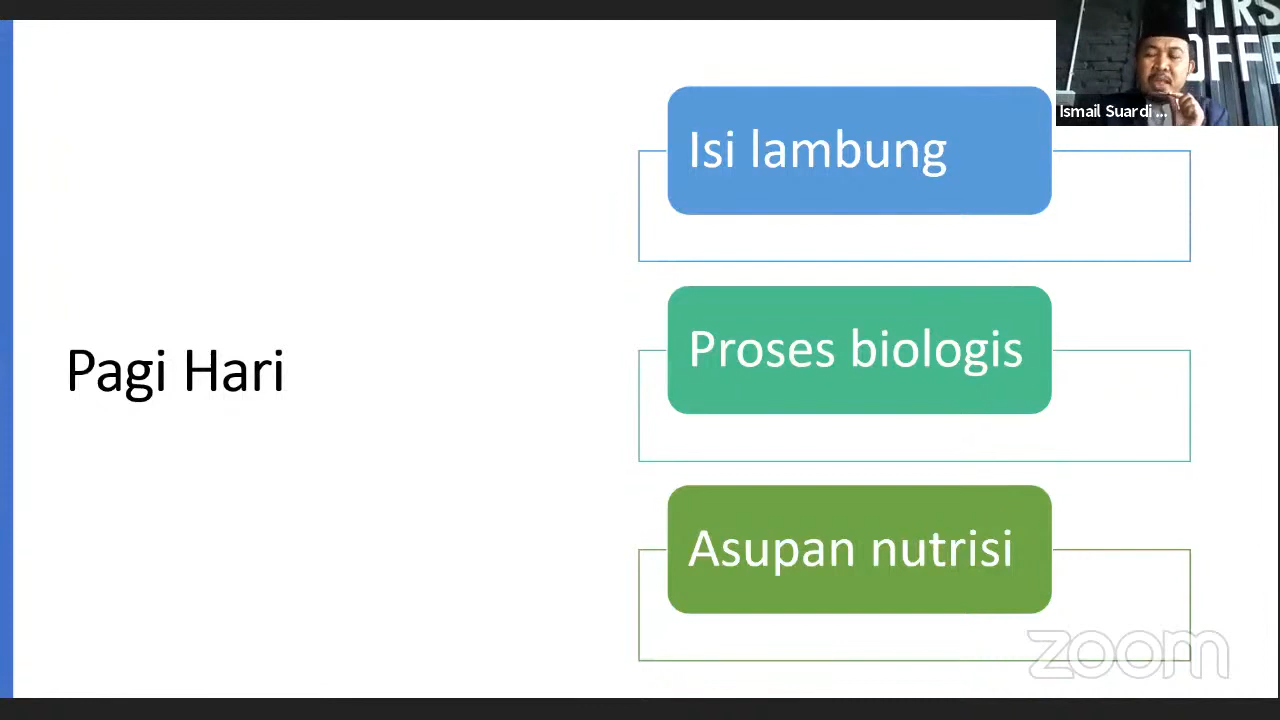 Pagi Hari
Isi lambung
Proses biologis
Asupan nutrisi
Ismail Suardi ...
zoom